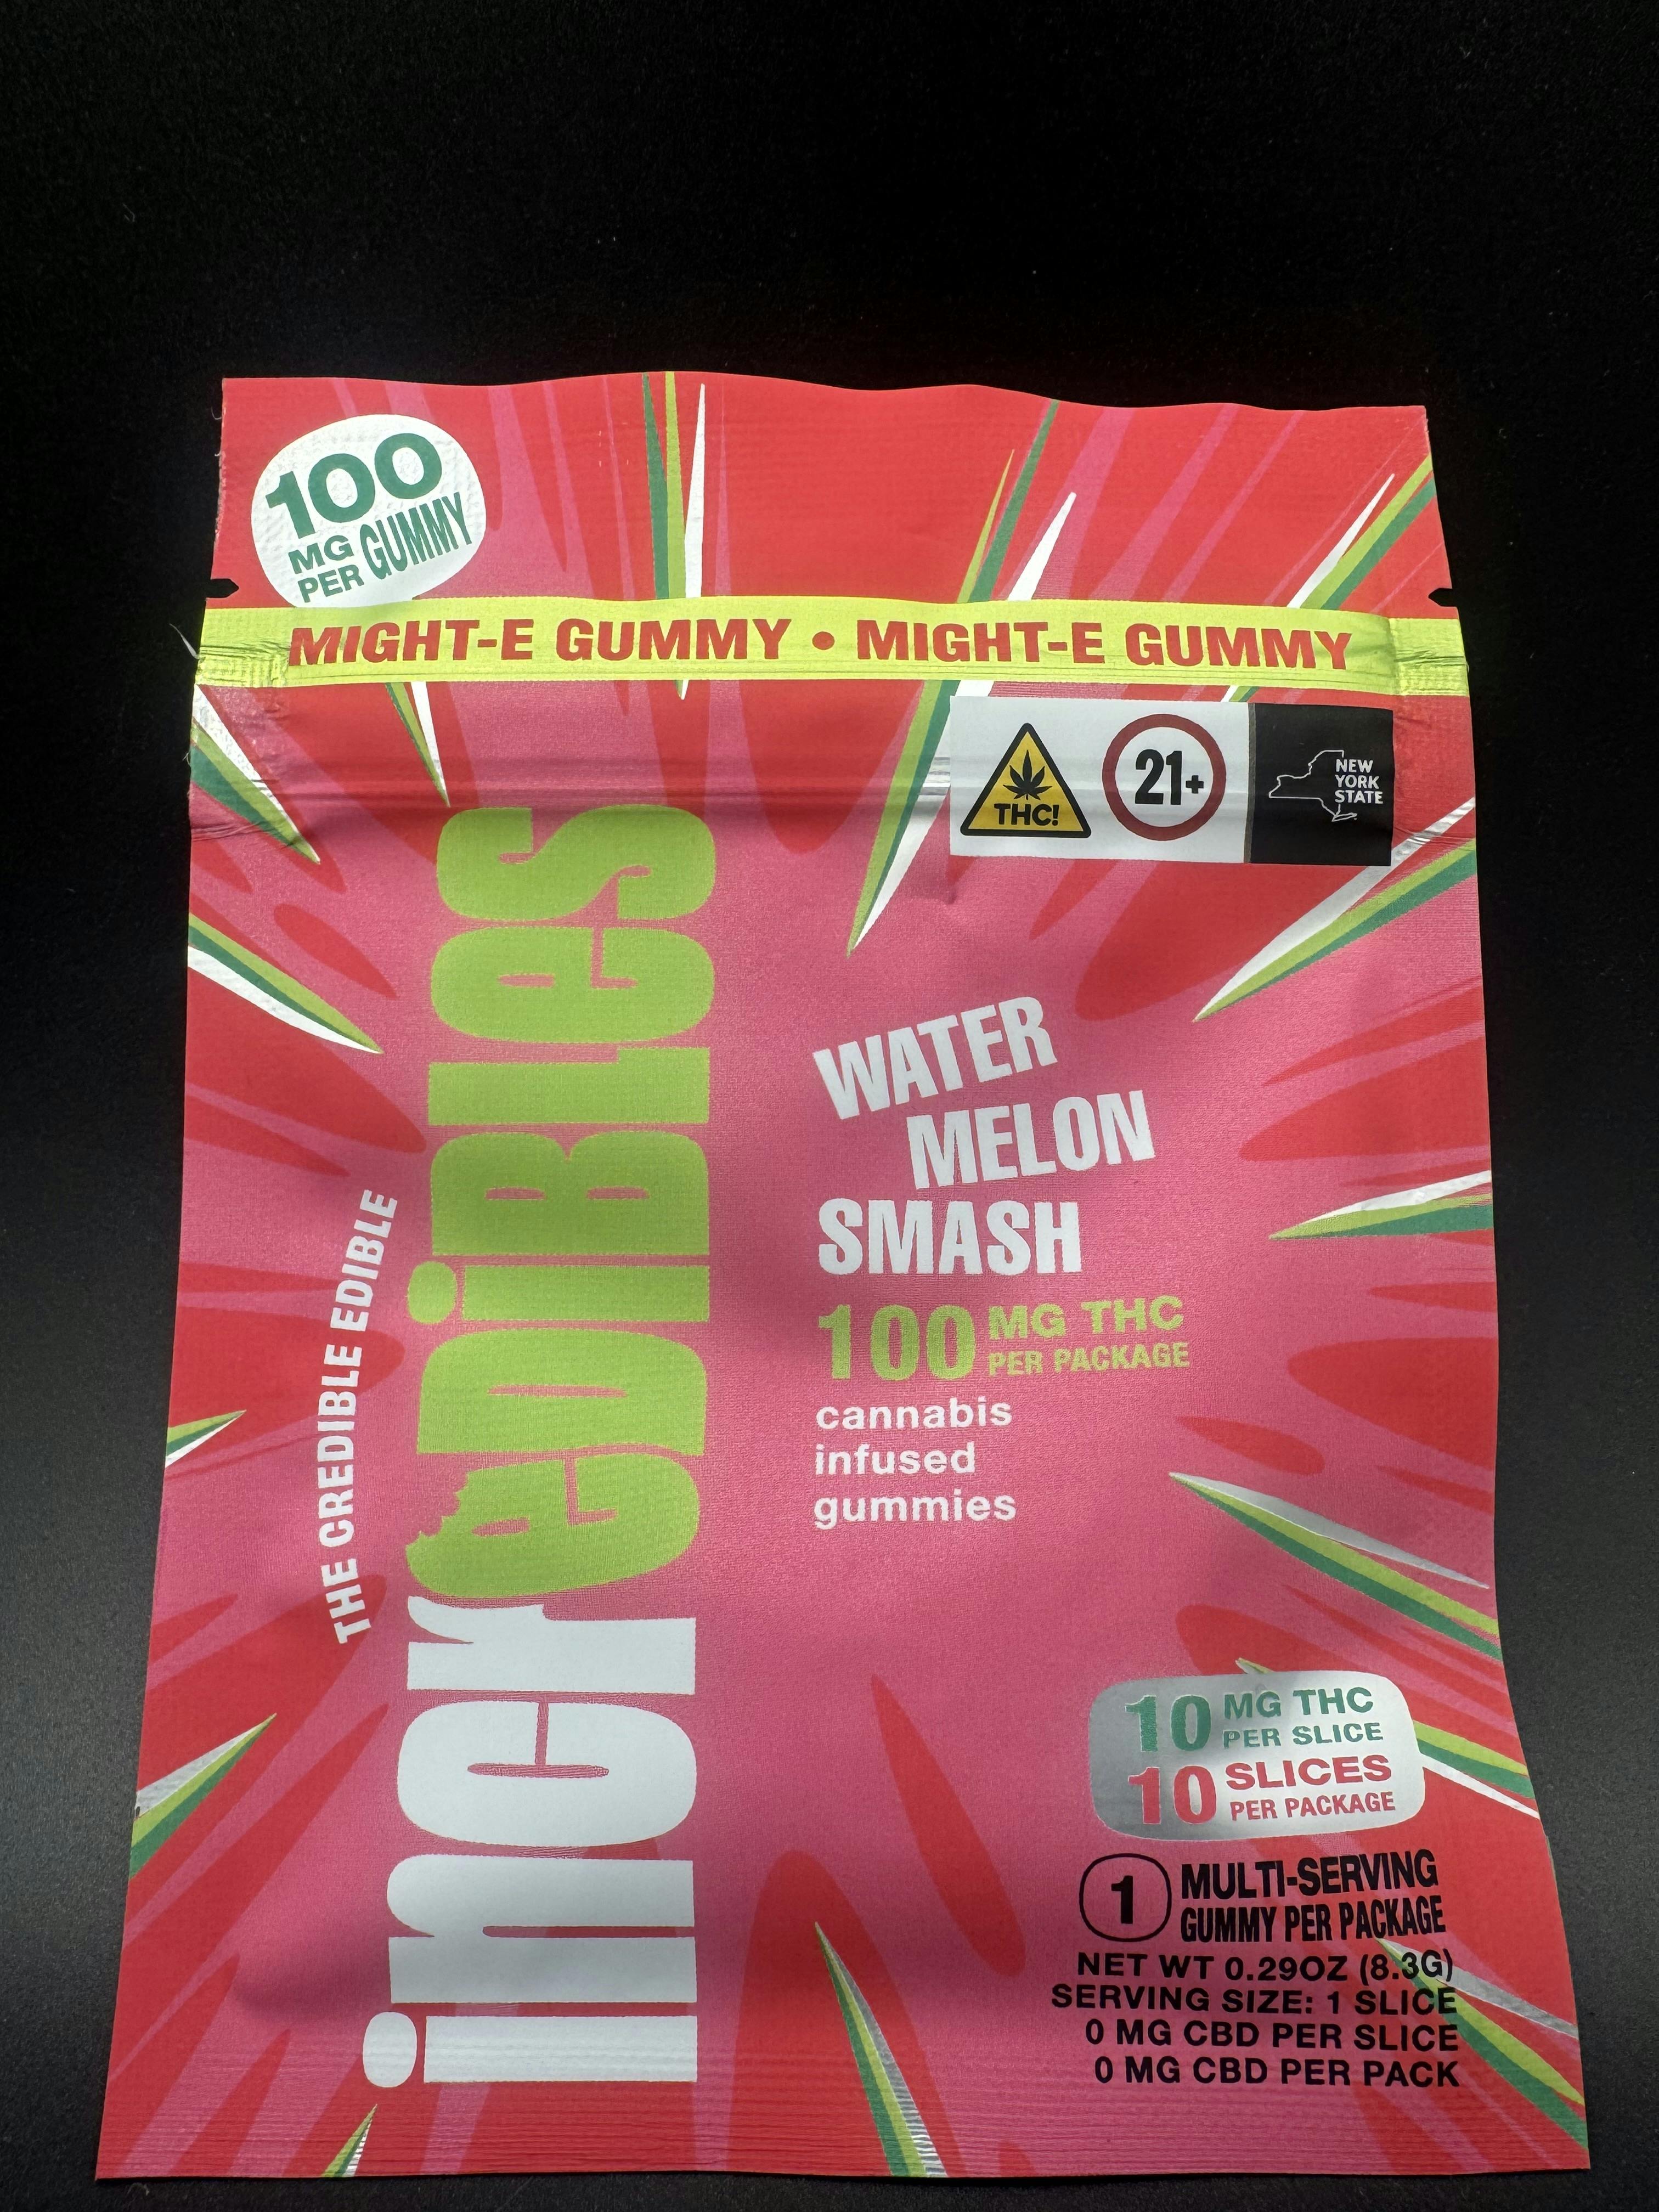 100
MG
PER GUMMY
MIGHT-E GUMMY • MIGHT-E GUMMY
THC!
21+
NEW
YORK
STATE
THE CREDIBLE EDIBLE
increDiBles
WATER
MELON
SMASH
100 MG THC
PER PACKAGE
cannabis
infused
gummies
10 MG THC
PER SLICE
10 SLICES
PER PACKAGE
1 MULTI-SERVING
GUMMY PER PACKAGE
NET WT 0.29OZ (8.3G)
SERVING SIZE: 1 SLICE
0 MG CBD PER SLICE
0 MG CBD PER PACK